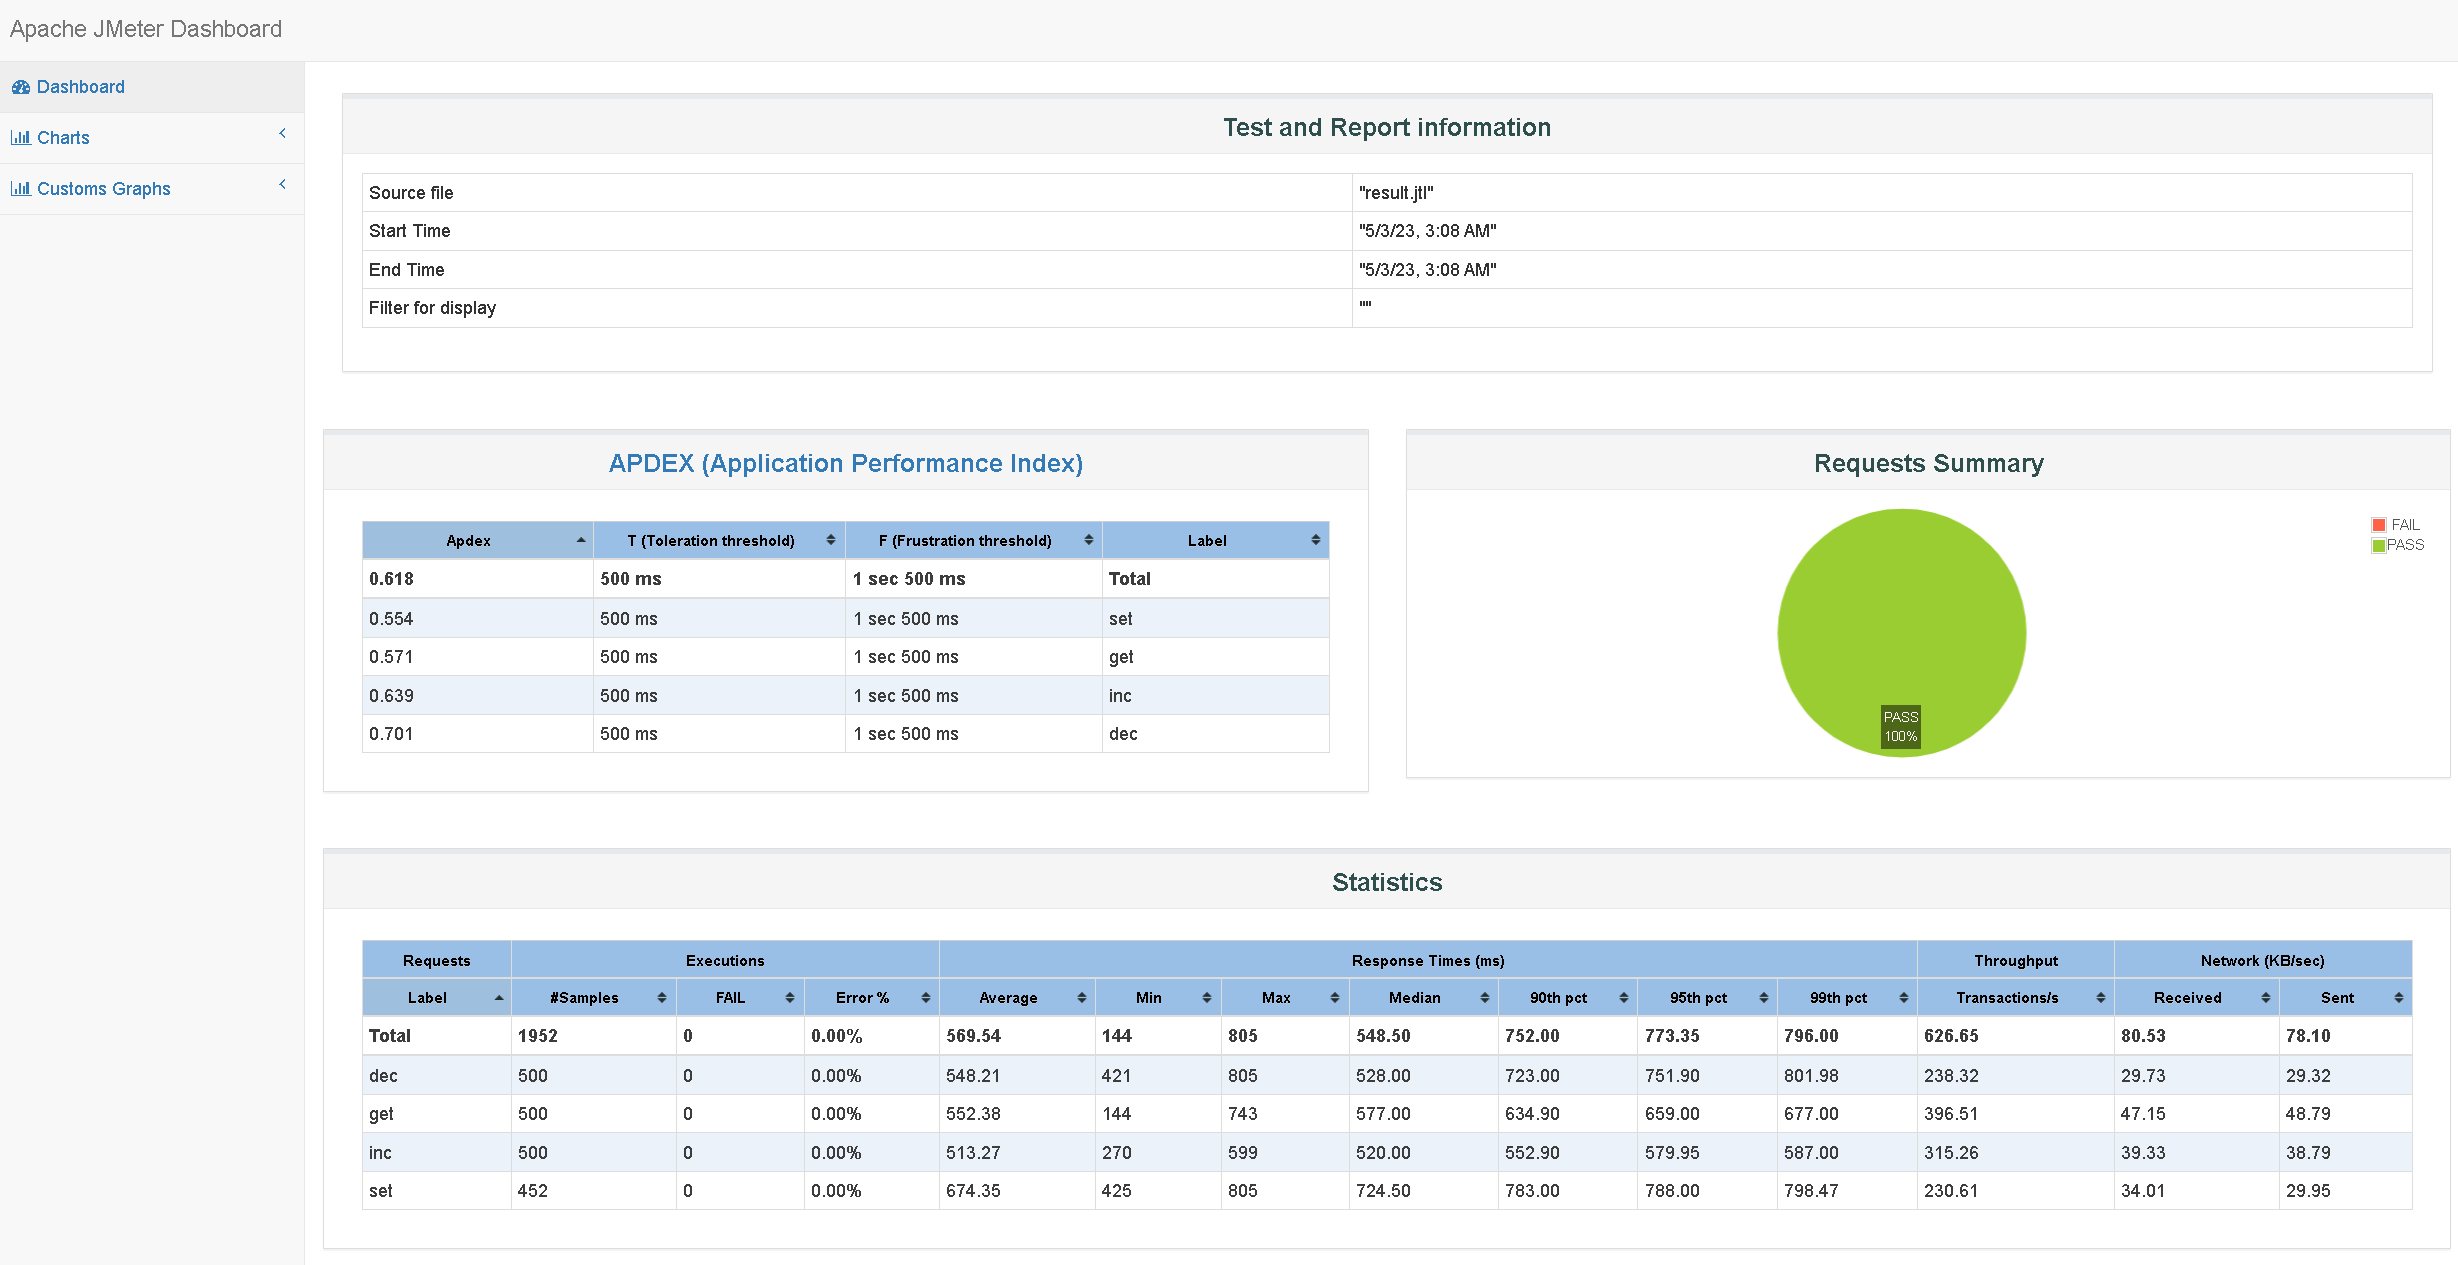 Apache JMeter Dashboard
Dashboard
Charts
Customs Graphs
Test and Report information
Source file "result.jtl"
Start Time "5/3/23, 3:08 AM"
End Time "5/3/23, 3:08 AM"
Filter for display ""
APDEX (Application Performance Index)
Apdex T (Toleration threshold) F (Frustration threshold) Label
0.618 500 ms 1 sec 500 ms Total
0.554 500 ms 1 sec 500 ms set
0.571 500 ms 1 sec 500 ms get
0.639 500 ms 1 sec 500 ms inc
0.701 500 ms 1 sec 500 ms dec
Requests Summary
FAIL
PASS
PASS
100%
Statistics
Requests Executions Response Times (ms) Throughput Network (KB/sec)
Label #Samples FAIL Error % Average Min Max Median 90th pct 95th pct 99th pct Transactions/s Received Sent
Total 1952 0 0.00% 569.54 144 805 548.50 752.00 773.35 796.00 626.65 80.53 78.10
dec 500 0 0.00% 548.21 421 805 528.00 723.00 751.90 801.98 238.32 29.73 29.32
get 500 0 0.00% 552.38 144 743 577.00 634.90 659.00 677.00 396.51 47.15 48.79
inc 500 0 0.00% 513.27 270 599 520.00 552.90 579.95 587.00 315.26 39.33 38.79
set 452 0 0.00% 674.35 425 805 724.50 783.00 788.00 798.47 230.61 34.01 29.95